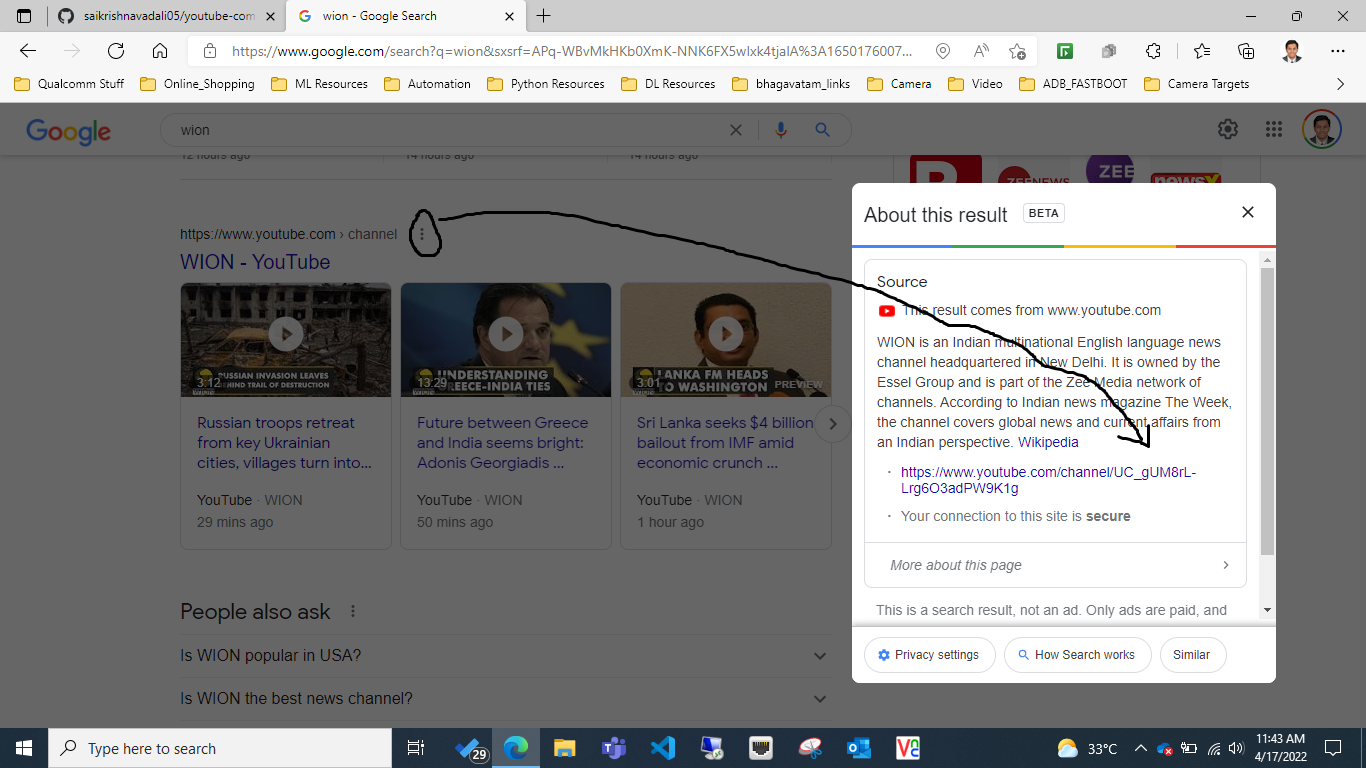 saikrishnavadali05/youtube-com
wion - Google Search
https://www.google.com/search?q=wion&sxsrf=APq-WBvMkHKb0XmK-NNK6FX5wlxk4tjaIA%3A1650176007...
Qualcomm Stuff
Online_Shopping
ML Resources
Automation
Python Resources
DL Resources
bhagavatam_links
Camera
Video
ADB_FASTBOOT
Camera Targets
Google
wion
12 hours ago
14 hours ago
14 hours ago
ZEE NEWS
ZEE
newsX
https://www.youtube.com › channel
WION - YouTube
3:12
RUSSIAN INVASION LEAVES
BEHIND TRAIL OF DESTRUCTION
Russian troops retreat
from key Ukrainian
cities, villages turn into...
YouTube · WION
29 mins ago
13:29
UNDERSTANDING
GREECE-INDIA TIES
Future between Greece
and India seems bright:
Adonis Georgiadis ...
YouTube · WION
50 mins ago
3:01
LANKA FM HEADS
TO WASHINGTON
PREVIEW
Sri Lanka seeks $4 billion
bailout from IMF amid
economic crunch ...
YouTube · WION
1 hour ago
People also ask
Is WION popular in USA?
Is WION the best news channel?
About this result BETA
Source
This result comes from www.youtube.com
WION is an Indian multinational English language news
channel headquartered in New Delhi. It is owned by the
Essel Group and is part of the Zee Media network of
channels. According to Indian news magazine The Week,
the channel covers global news and current affairs from
an Indian perspective. Wikipedia
· https://www.youtube.com/channel/UC_gUM8rL-
Lrg6O3adPW9K1g
· Your connection to this site is secure
More about this page
This is a search result, not an ad. Only ads are paid, and
Privacy settings
How Search works
Similar
Type here to search
29
33°C
11:43 AM
4/17/2022